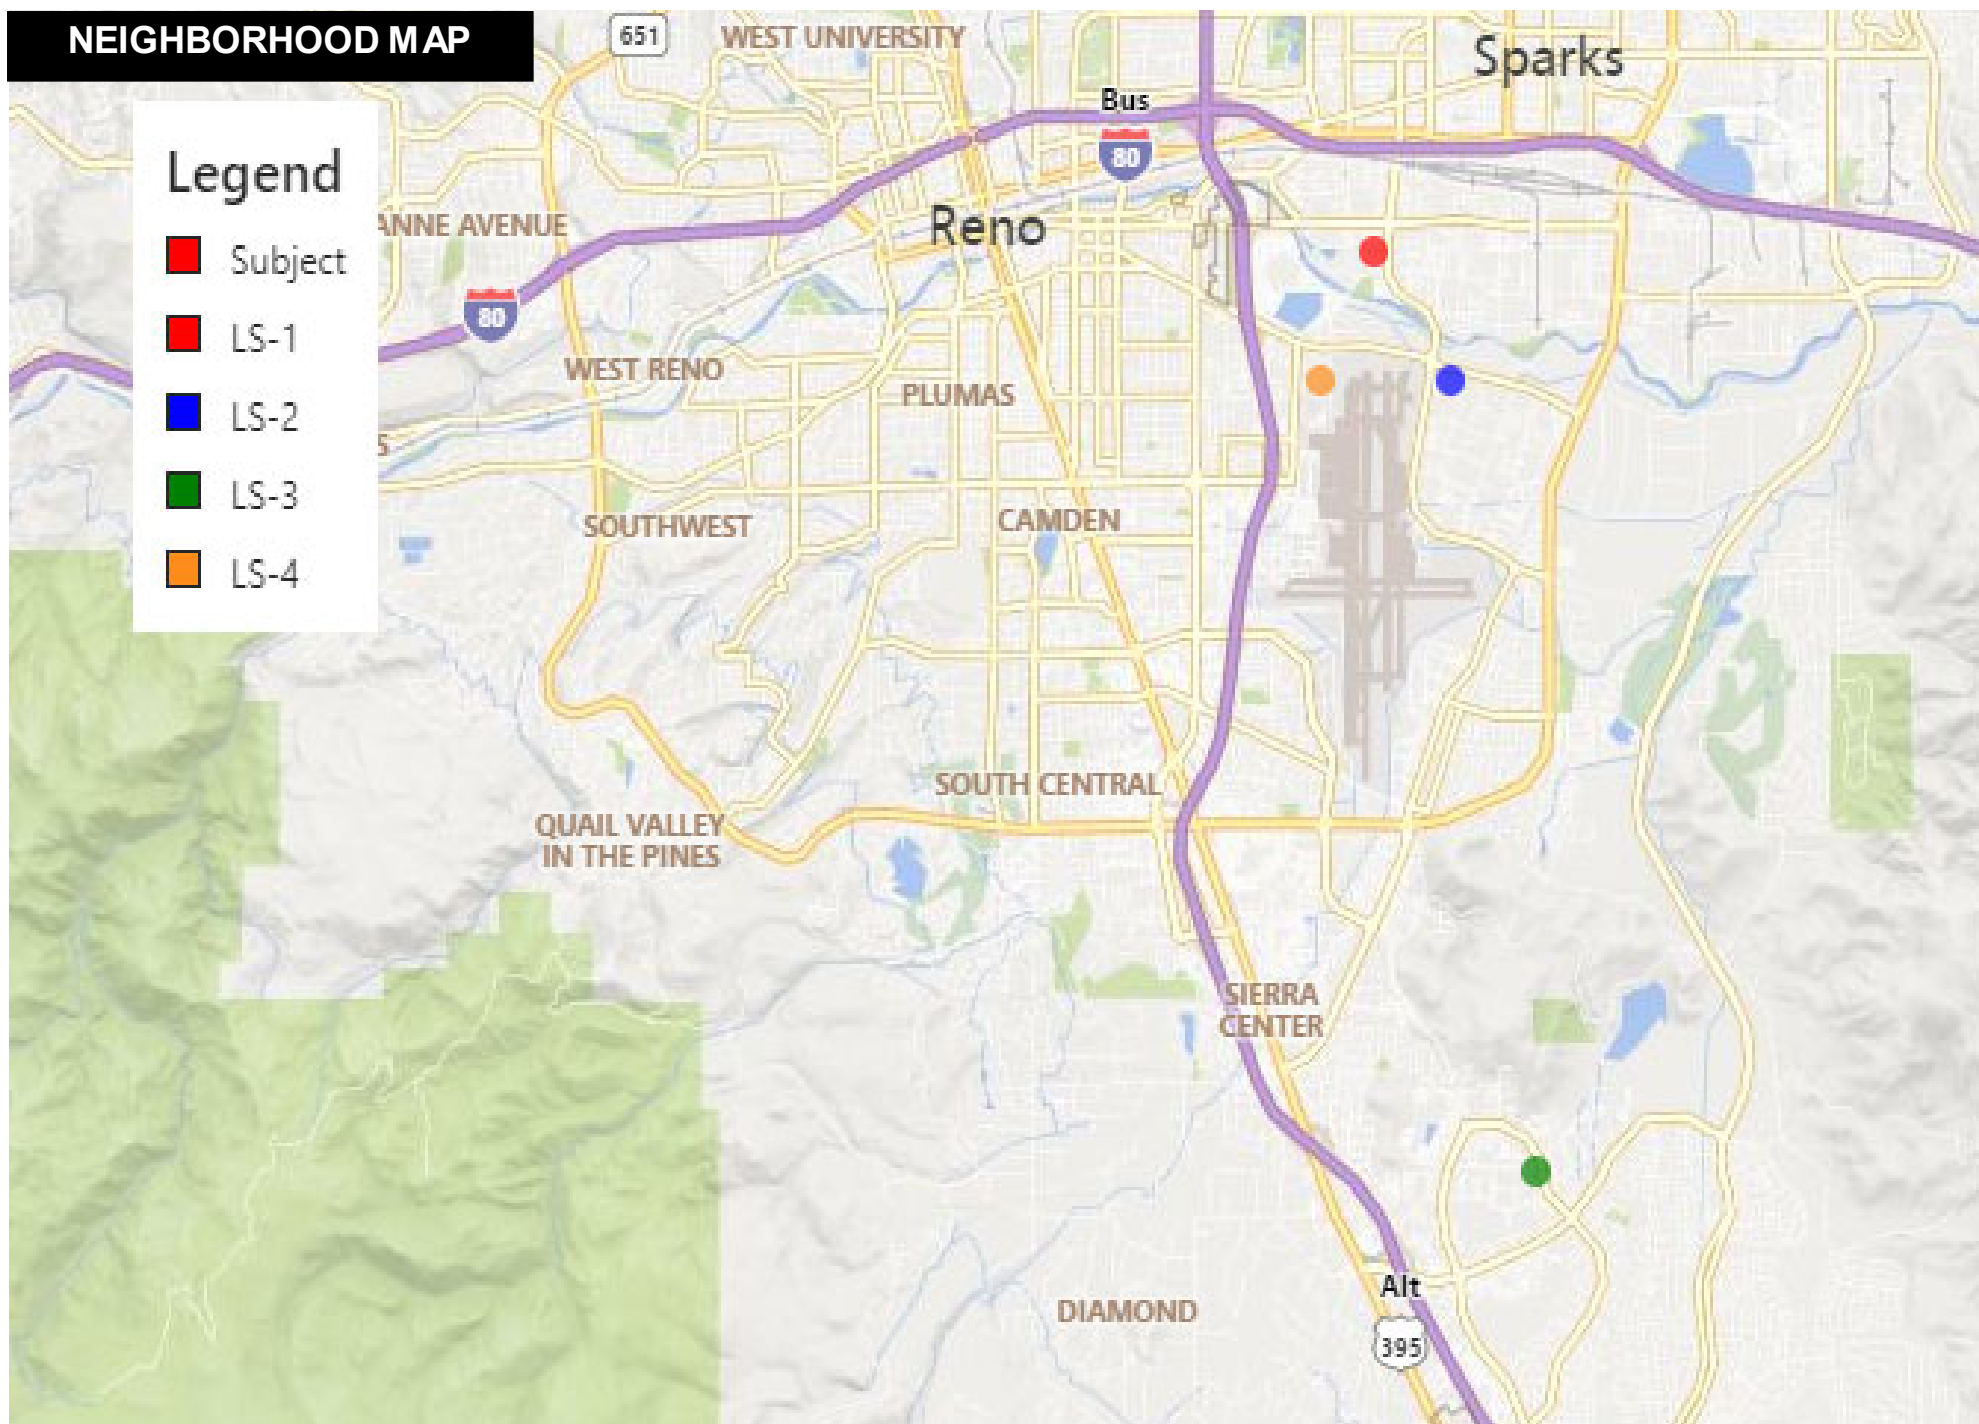 NEIGHBORHOOD MAP
651
WEST UNIVERSITY
Sparks
Bus
80
Legend
Subject
LS-1
LS-2
LS-3
LS-4
ANNE AVENUE
Reno
80
WEST RENO
PLUMAS
S
SOUTHWEST
CAMDEN
SOUTH CENTRAL
QUAIL VALLEY
IN THE PINES
SIERRA
CENTER
Alt
DIAMOND
395